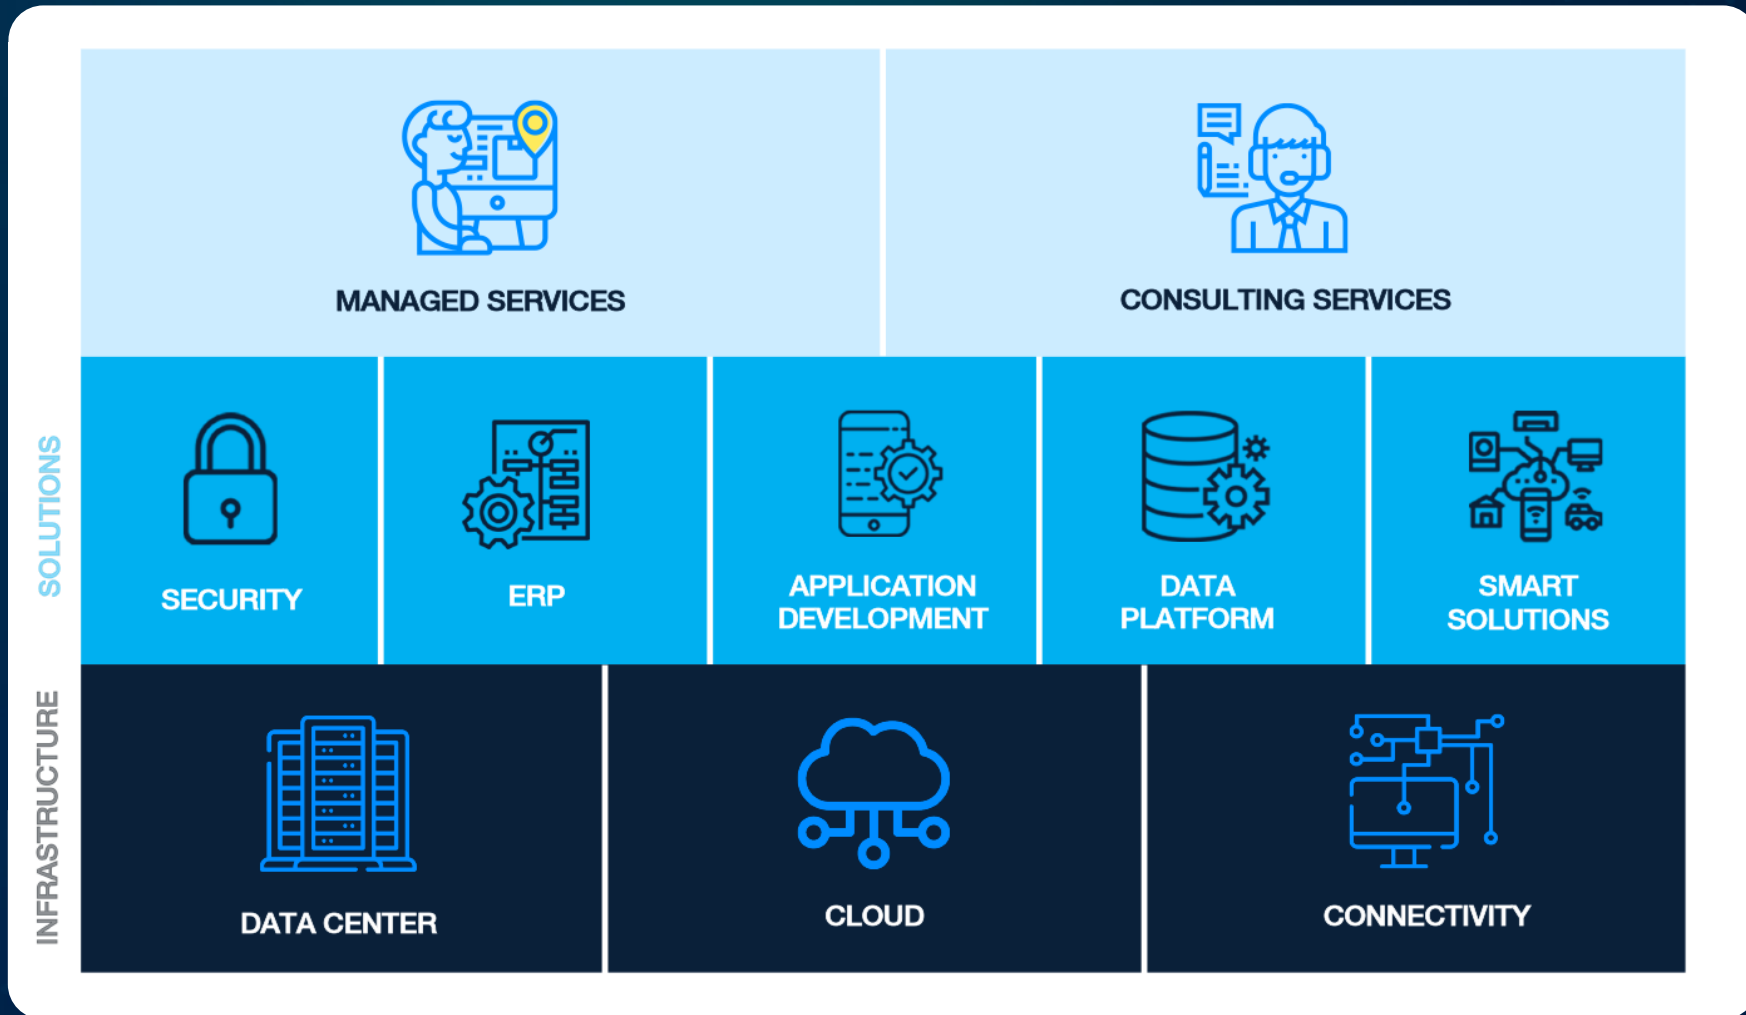 MANAGED SERVICES
CONSULTING SERVICES
SOLUTIONS
SECURITY
ERP
APPLICATION
DEVELOPMENT
DATA
PLATFORM
SMART
SOLUTIONS
INFRASTRUCTURE
DATA CENTER
CLOUD
CONNECTIVITY